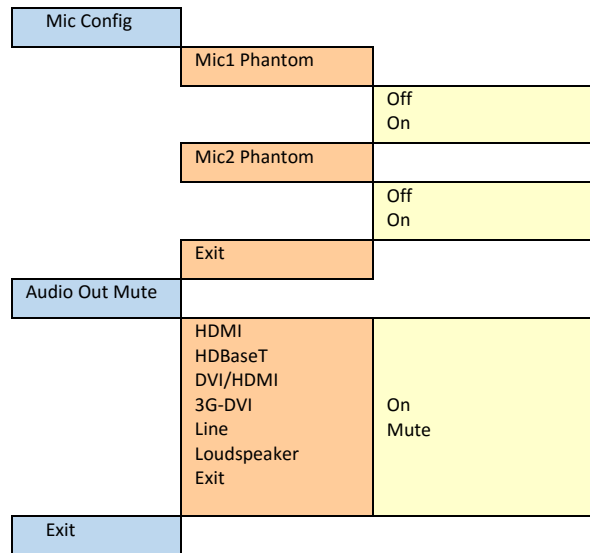 Mic Config
Mic1 Phantom
Off
On
Mic2 Phantom
Off
On
Exit
Audio Out Mute
HDMI
HDBaseT
DVI/HDMI
3G-DVI
Line
Loudspeaker
Exit
On
Mute
Exit